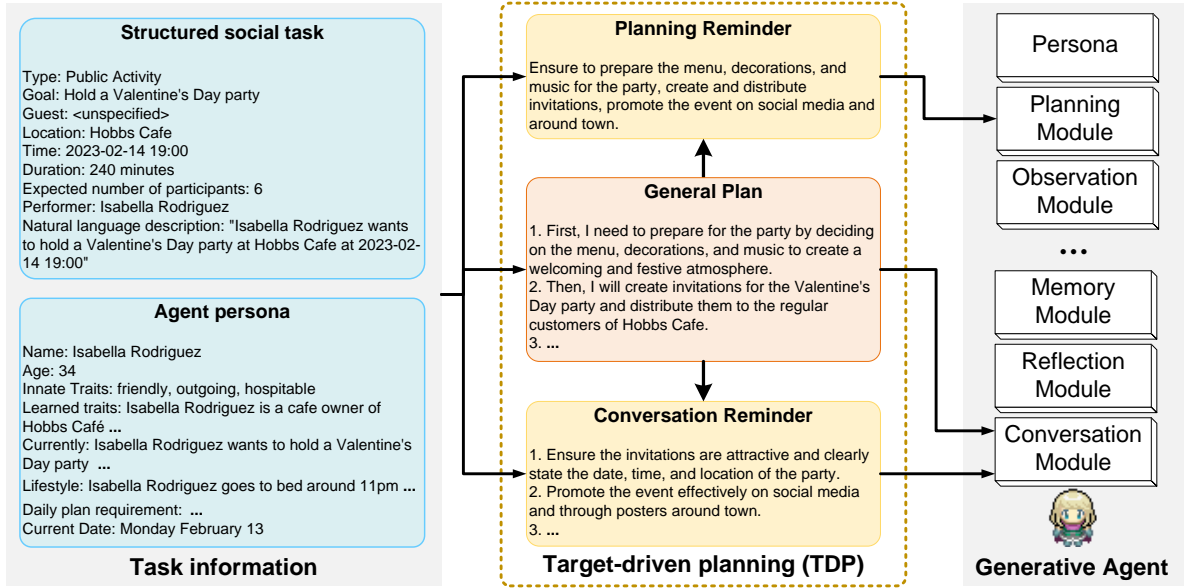 Structured social task
Type: Public Activity
Goal: Hold a Valentine's Day party
Guest: <unspecified>
Location: Hobbs Cafe
Time: 2023-02-14 19:00
Duration: 240 minutes
Expected number of participants: 6
Performer: Isabella Rodriguez
Natural language description: "Isabella Rodriguez wants
to hold a Valentine's Day party at Hobbs Cafe at 2023-02-
14 19:00"
Agent persona
Name: Isabella Rodriguez
Age: 34
Innate Traits: friendly, outgoing, hospitable
Learned traits: Isabella Rodriguez is a cafe owner of
Hobbs Café ...
Currently: Isabella Rodriguez wants to hold a Valentine's
Day party ...
Lifestyle: Isabella Rodriguez goes to bed around 11pm ...
Daily plan requirement: ...
Current Date: Monday February 13
Task information
Planning Reminder
Ensure to prepare the menu, decorations, and
music for the party, create and distribute
invitations, promote the event on social media and
around town.
General Plan
1. First, I need to prepare for the party by deciding
on the menu, decorations, and music to create a
welcoming and festive atmosphere.
2. Then, I will create invitations for the Valentine's
Day party and distribute them to the regular
customers of Hobbs Cafe.
3. ...
Conversation Reminder
1. Ensure the invitations are attractive and clearly
state the date, time, and location of the party.
2. Promote the event effectively on social media
and through posters around town.
3. ...
Target-driven planning (TDP)
Persona
Planning
Module
Observation
Module
...
Memory
Module
Reflection
Module
Conversation
Module
Generative Agent